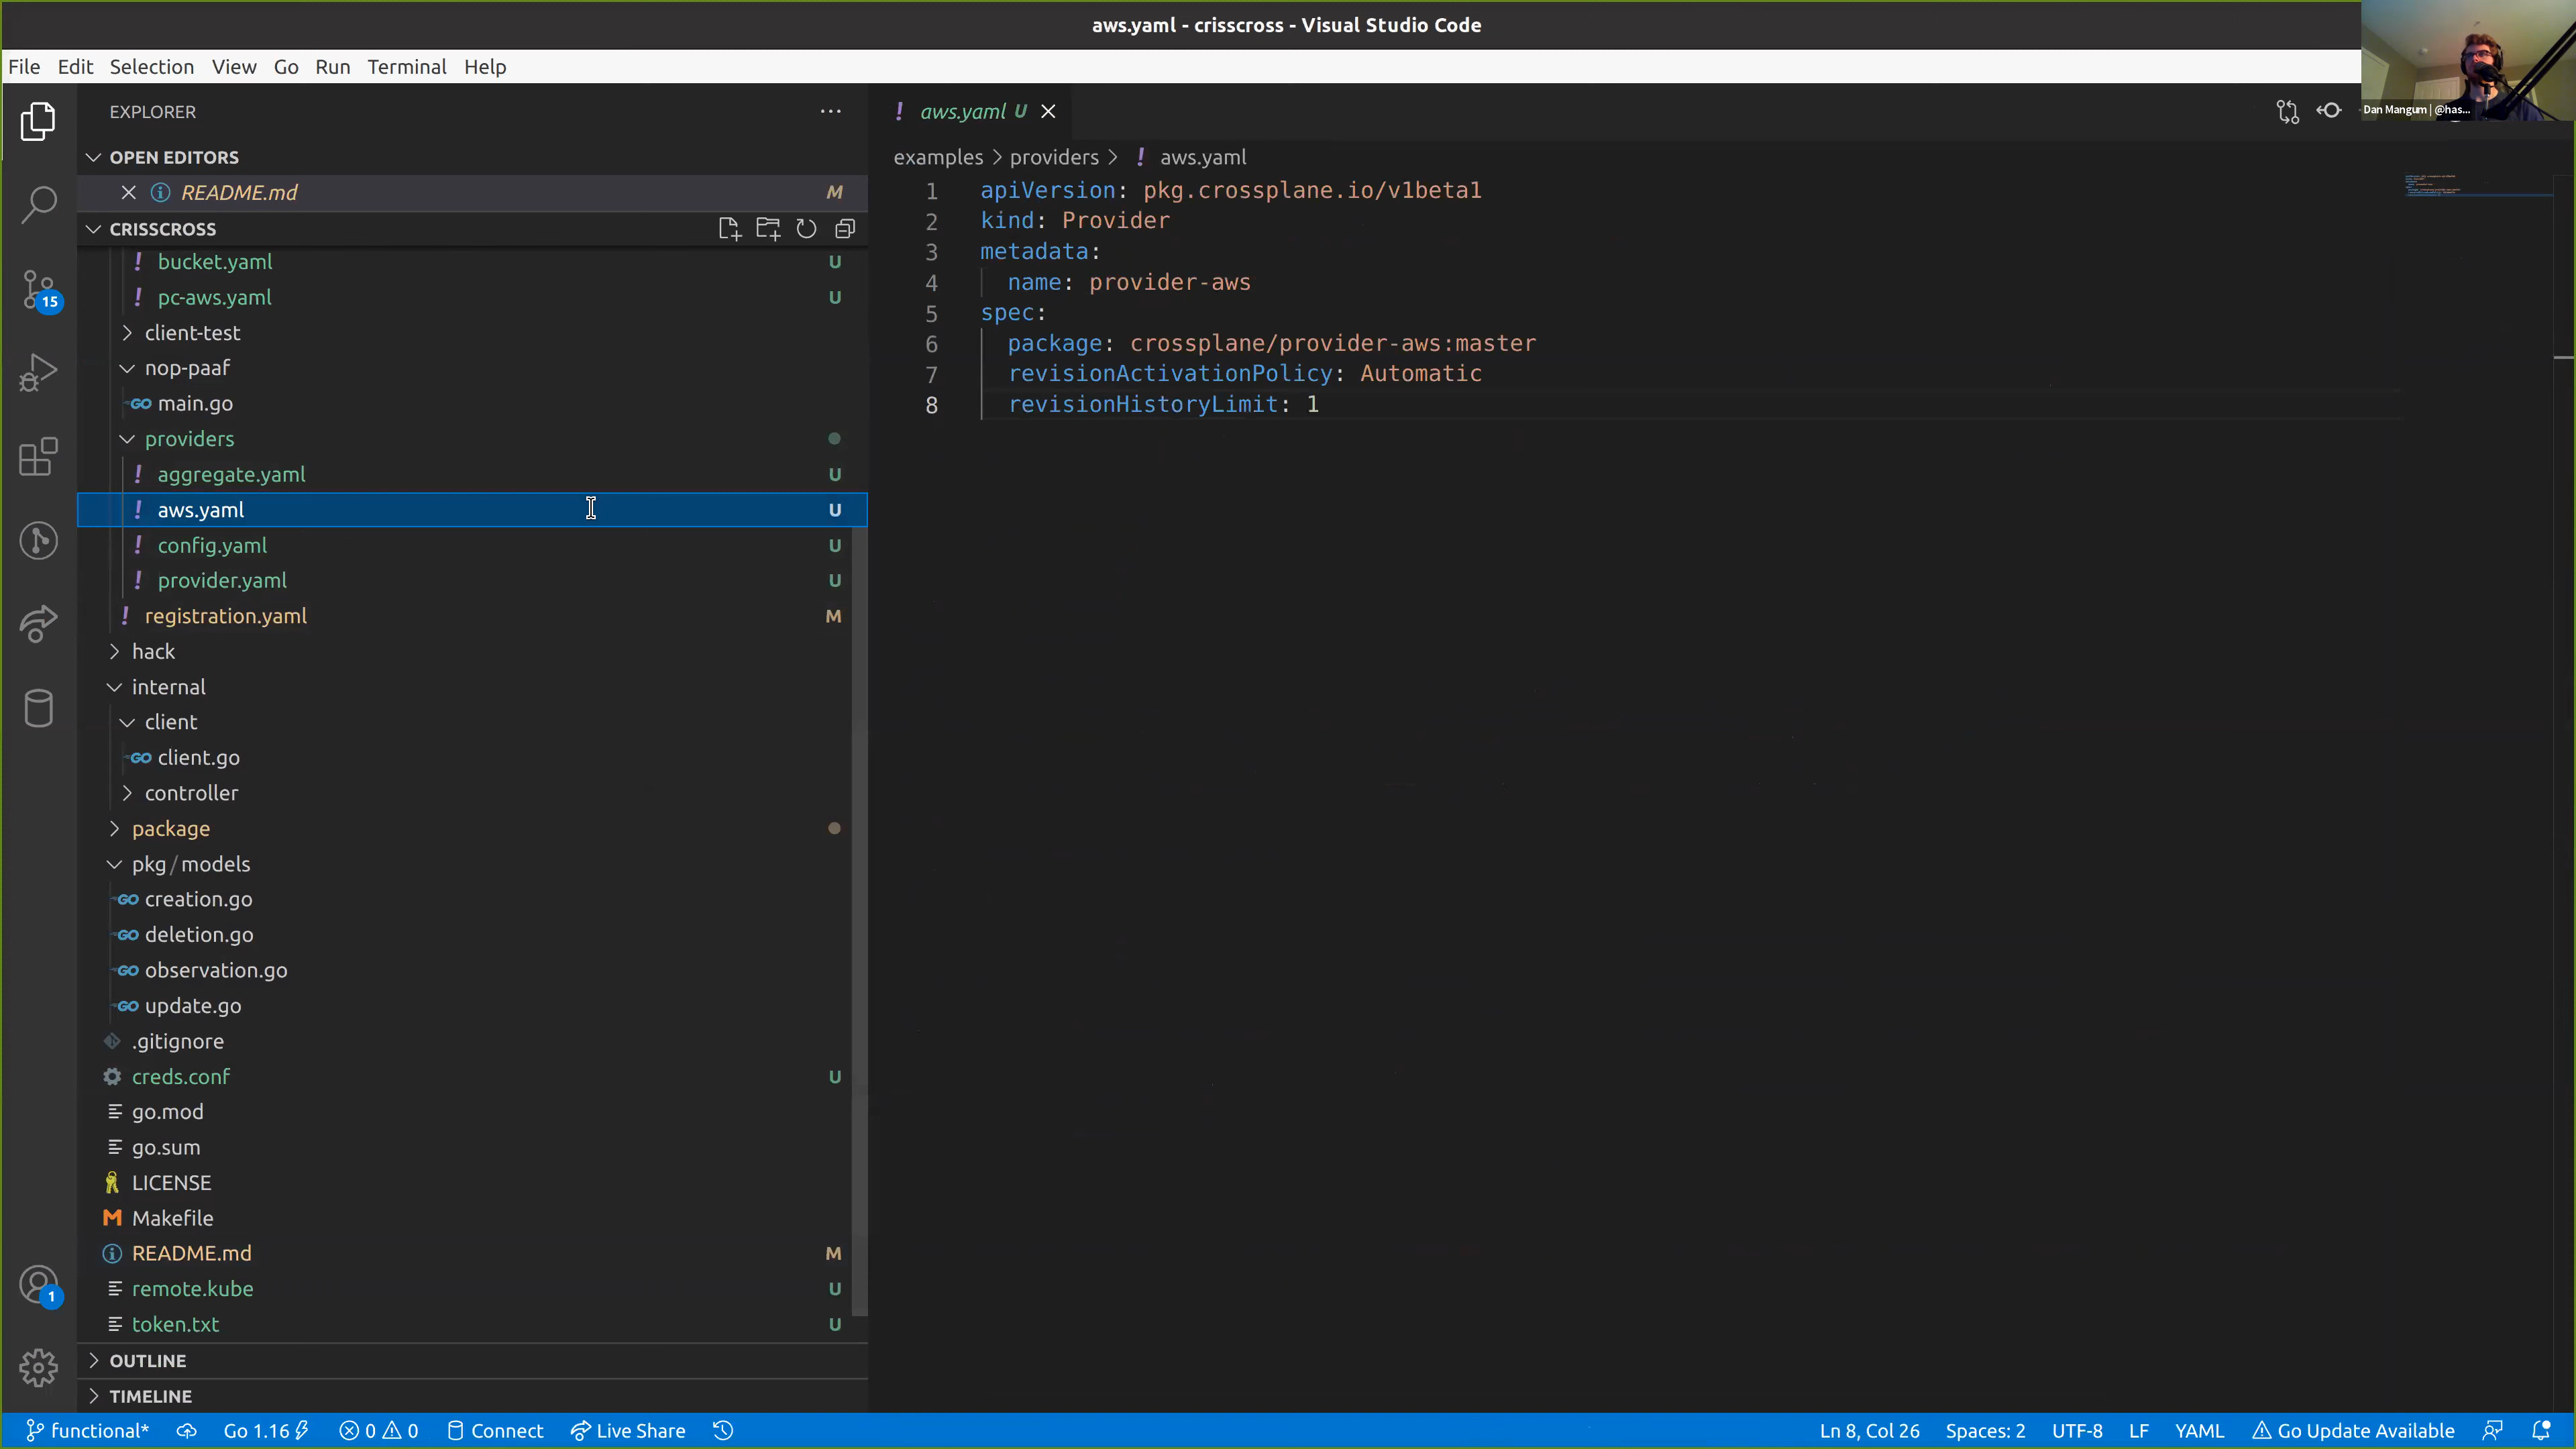 aws.yaml - crisscross - Visual Studio Code
File Edit Selection View Go Run Terminal Help
Dan Mangum | @has...
EXPLORER
OPEN EDITORS
README.md M
CRISSCROSS
bucket.yaml U
pc-aws.yaml U
client-test
nop-paaf
main.go
providers
aggregate.yaml U
aws.yaml U
config.yaml U
provider.yaml U
registration.yaml M
hack
internal
client
client.go
controller
package
pkg / models
creation.go
deletion.go
observation.go
update.go
.gitignore
creds.conf U
go.mod
go.sum
LICENSE
Makefile
README.md M
remote.kube U
token.txt U
OUTLINE
TIMELINE
15
1
aws.yaml U
examples > providers > ! aws.yaml
1 apiVersion: pkg.crossplane.io/v1beta1
2 kind: Provider
3 metadata:
4 name: provider-aws
5 spec:
6 package: crossplane/provider-aws:master
7 revisionActivationPolicy: Automatic
8 revisionHistoryLimit: 1
functional* Go 1.16 0 0 Connect Live Share Ln 8, Col 26 Spaces: 2 UTF-8 LF YAML Go Update Available